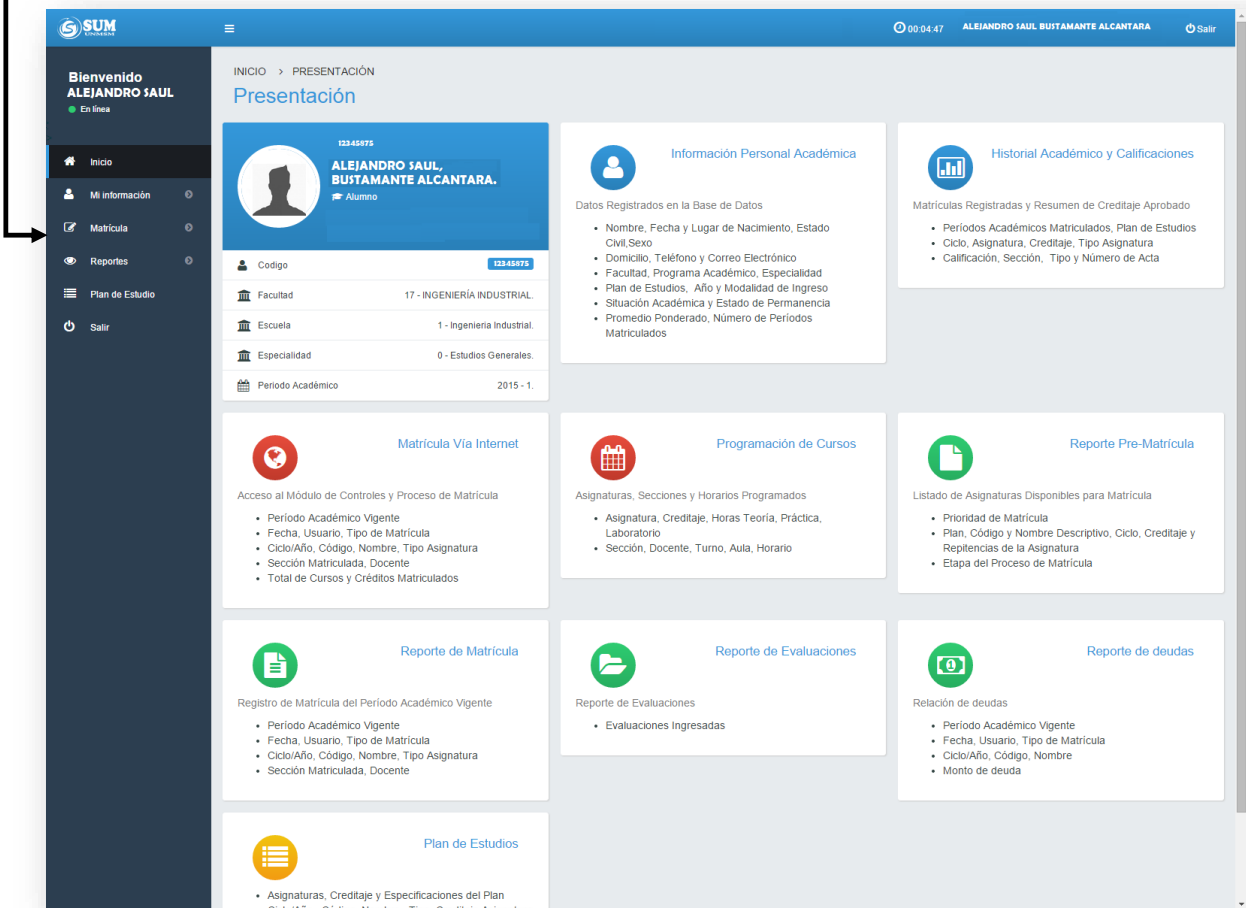 SUM
UNMSM
00:04:47 ALEJANDRO SAUL BUSTAMANTE ALCANTARA Salir
Bienvenido
ALEJANDRO SAUL
En línea
Inicio
Mi información
Matrícula
Reportes
Plan de Estudio
Salir
INICIO > PRESENTACIÓN
Presentación
12345875
ALEJANDRO SAUL,
BUSTAMANTE ALCANTARA.
Alumno
Codigo 12345875
Facultad 17 - INGENIERÍA INDUSTRIAL.
Escuela 1 - Ingeniería Industrial.
Especialidad 0 - Estudios Generales.
Periodo Académico 2015 - 1.
Información Personal Académica
Datos Registrados en la Base de Datos
• Nombre, Fecha y Lugar de Nacimiento, Estado
Civil,Sexo
• Domicilio, Teléfono y Correo Electrónico
• Facultad, Programa Académico, Especialidad
• Plan de Estudios, Año y Modalidad de Ingreso
• Situación Académica y Estado de Permanencia
• Promedio Ponderado, Número de Períodos
Matriculados
Historial Académico y Calificaciones
Matrículas Registradas y Resumen de Creditaje Aprobado
• Períodos Académicos Matriculados, Plan de Estudios
• Ciclo, Asignatura, Creditaje, Tipo Asignatura
• Calificación, Sección, Tipo y Número de Acta
Matrícula Vía Internet
Acceso al Módulo de Controles y Proceso de Matrícula
• Período Académico Vigente
• Fecha, Usuario, Tipo de Matrícula
• Ciclo/Año, Código, Nombre, Tipo Asignatura
• Sección Matriculada, Docente
• Total de Cursos y Créditos Matriculados
Programación de Cursos
Asignaturas, Secciones y Horarios Programados
• Asignatura, Creditaje, Horas Teoría, Práctica,
Laboratorio
• Sección, Docente, Turno, Aula, Horario
Reporte Pre-Matrícula
Listado de Asignaturas Disponibles para Matrícula
• Prioridad de Matrícula
• Plan, Código y Nombre Descriptivo, Ciclo, Creditaje y
Repitencias de la Asignatura
• Etapa del Proceso de Matrícula
Reporte de Matrícula
Registro de Matrícula del Período Académico Vigente
• Período Académico Vigente
• Fecha, Usuario, Tipo de Matrícula
• Ciclo/Año, Código, Nombre, Tipo Asignatura
• Sección Matriculada, Docente
Reporte de Evaluaciones
Reporte de Evaluaciones
• Evaluaciones Ingresadas
Reporte de deudas
Relación de deudas
• Período Académico Vigente
• Fecha, Usuario, Tipo de Matrícula
• Ciclo/Año, Código, Nombre
• Monto de deuda
Plan de Estudios
• Asignaturas, Creditaje y Especificaciones del Plan